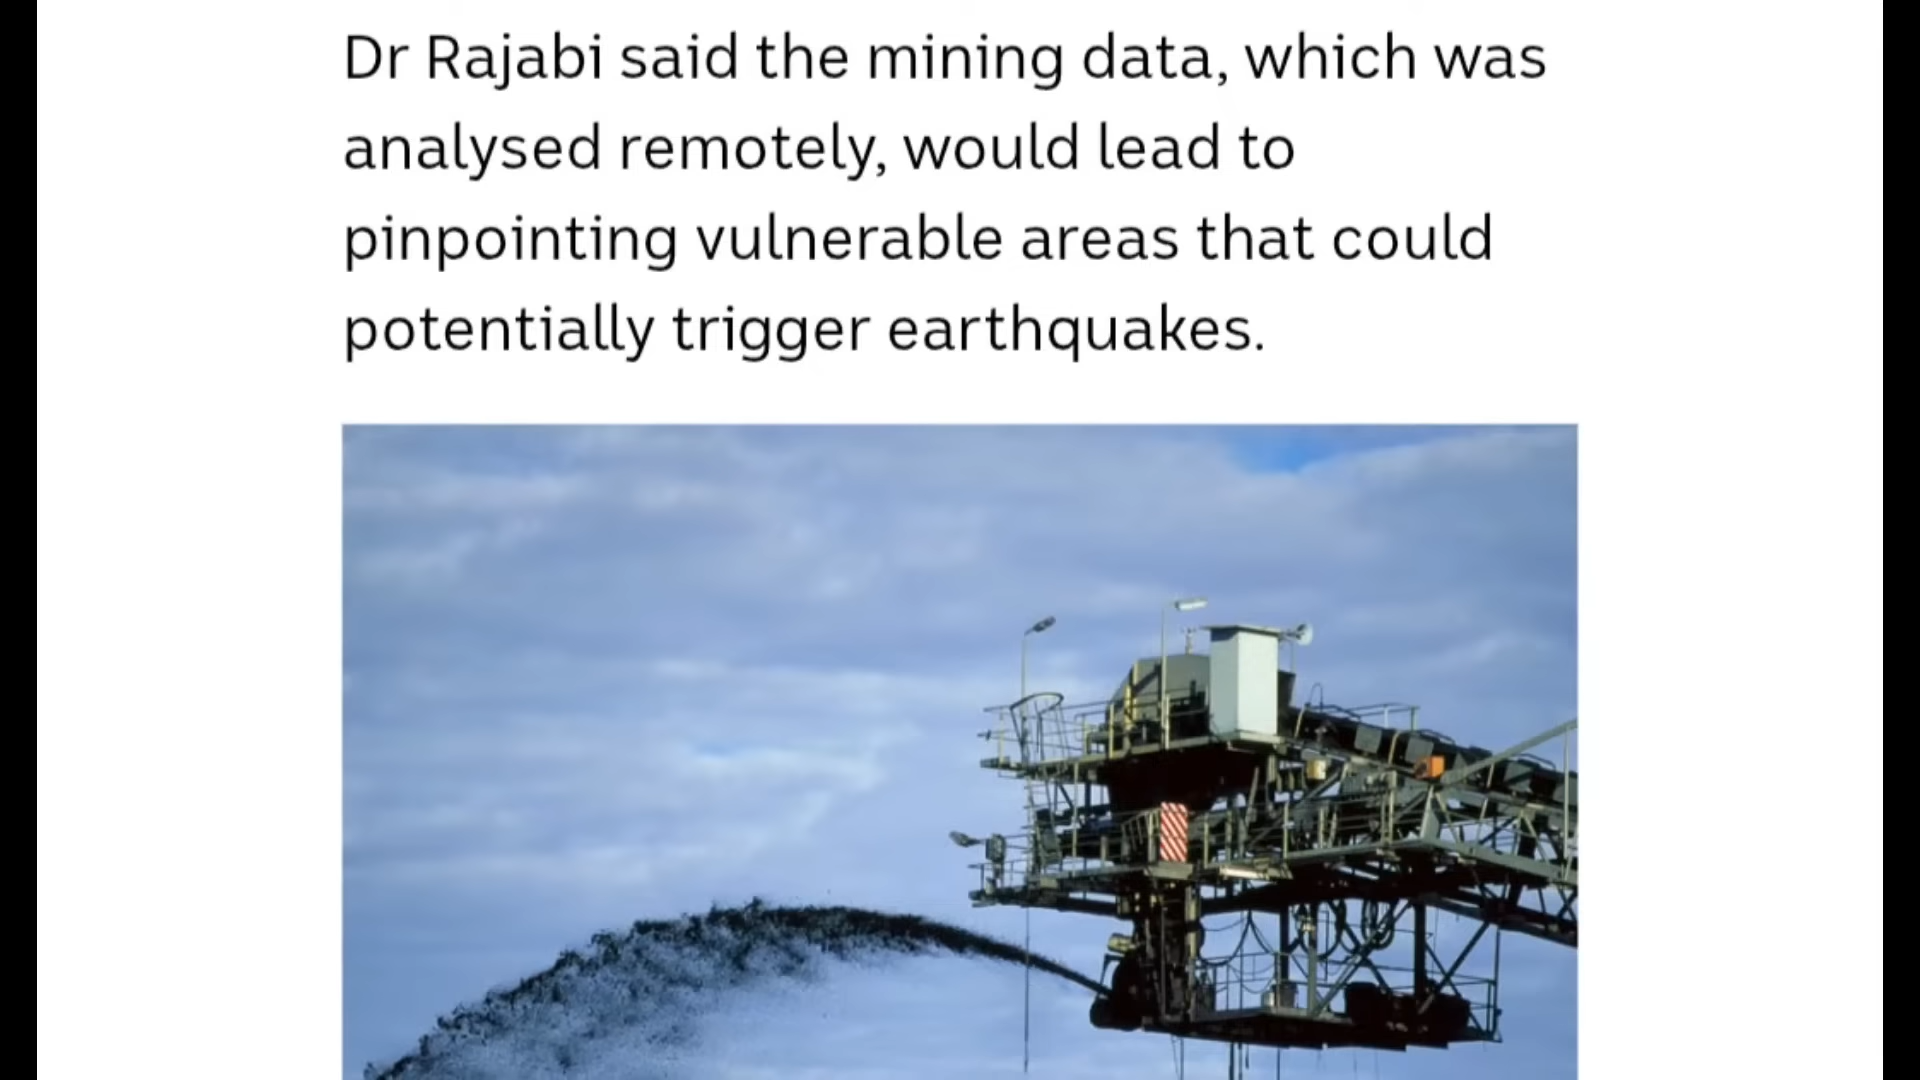 Dr Rajabi said the mining data, which was
analysed remotely, would lead to
pinpointing vulnerable areas that could
potentially trigger earthquakes.